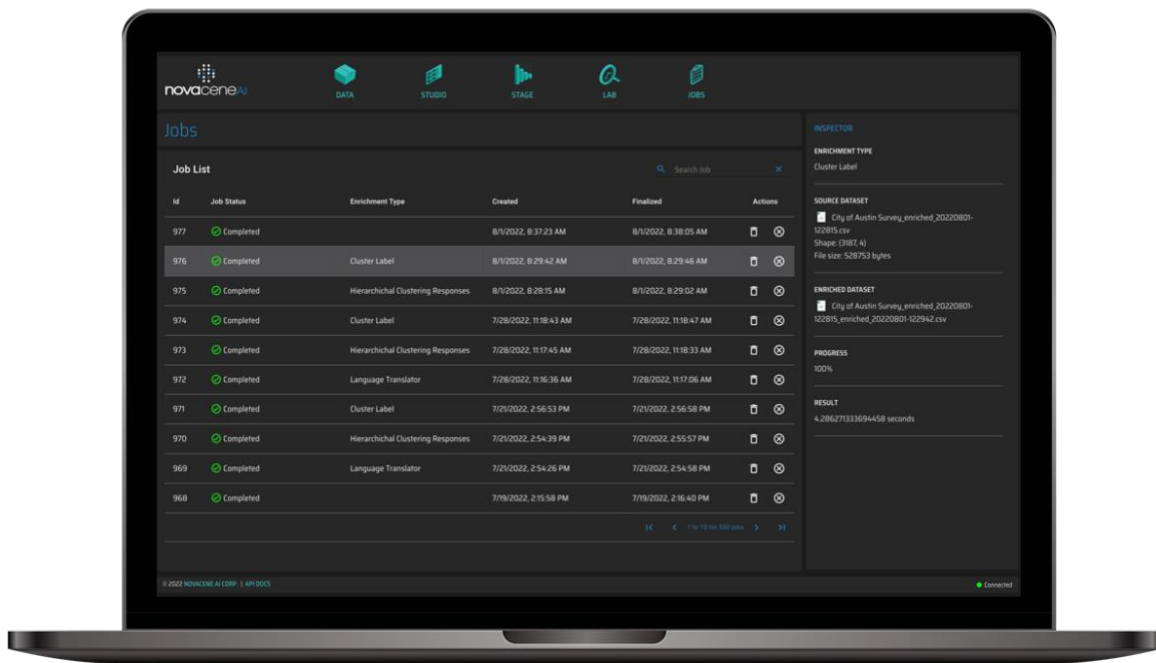 novaceneAI
DATA
STUDIO
STAGE
LAB
JOBS
Jobs
Job List
Search Job
Id Job Status Enrichment Type Created Finalized Actions
977 Completed 8/1/2022, 8:37:23 AM 8/1/2022, 8:38:05 AM
976 Completed Cluster Label 8/1/2022, 8:29:42 AM 8/1/2022, 8:29:46 AM
975 Completed Hierarchichal Clustering Responses 8/1/2022, 8:28:15 AM 8/1/2022, 8:29:02 AM
974 Completed Cluster Label 7/28/2022, 11:18:43 AM 7/28/2022, 11:18:47 AM
973 Completed Hierarchichal Clustering Responses 7/28/2022, 11:17:45 AM 7/28/2022, 11:18:33 AM
972 Completed Language Translator 7/28/2022, 11:16:36 AM 7/28/2022, 11:17:06 AM
971 Completed Cluster Label 7/21/2022, 2:56:53 PM 7/21/2022, 2:56:58 PM
970 Completed Hierarchichal Clustering Responses 7/21/2022, 2:54:39 PM 7/21/2022, 2:55:57 PM
969 Completed Language Translator 7/21/2022, 2:54:26 PM 7/21/2022, 2:54:58 PM
968 Completed 7/19/2022, 2:15:58 PM 7/19/2022, 2:16:40 PM
1 to 10 for jobs
INSPECTOR
ENRICHMENT TYPE
Cluster Label
SOURCE DATASET
City of Austin Survey_enriched_20220801-
122815.csv
Shape: (3187, 4)
File size: 528753 bytes
ENRICHED DATASET
City of Austin Survey_enriched_20220801-
122815_enriched_20220801-122942.csv
PROGRESS
100%
RESULT
4.286271333694458 seconds
© 2022 NOVACENE AI CORP. | API DOCS
Connected